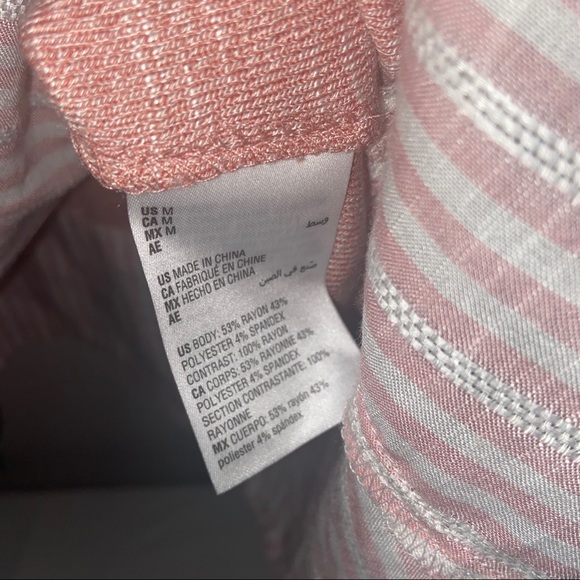 US M
CA M
MX M
AE وسط
US MADE IN CHINA
CA FABRIQUÉ EN CHINE
MX HECHO EN CHINA
AE صنع في الصين
US BODY: 53% RAYON 43%
POLYESTER 4% SPANDEX
CONTRAST: 100% RAYON
CA CORPS: 53% RAYONNE 43%
POLYESTER 4% SPANDEX
SECTION CONTRASTANTE: 100%
RAYONNE
MX CUERPO: 53% rayón 43%
poliester 4% spándex